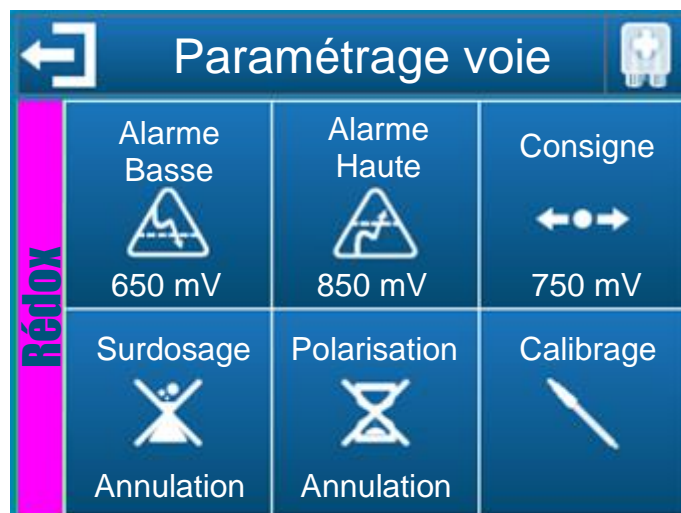 Paramétrage voie
Rédox
Alarme
Basse
650 mV
Alarme
Haute
850 mV
Consigne
750 mV
Surdosage
Annulation
Polarisation
Annulation
Calibrage